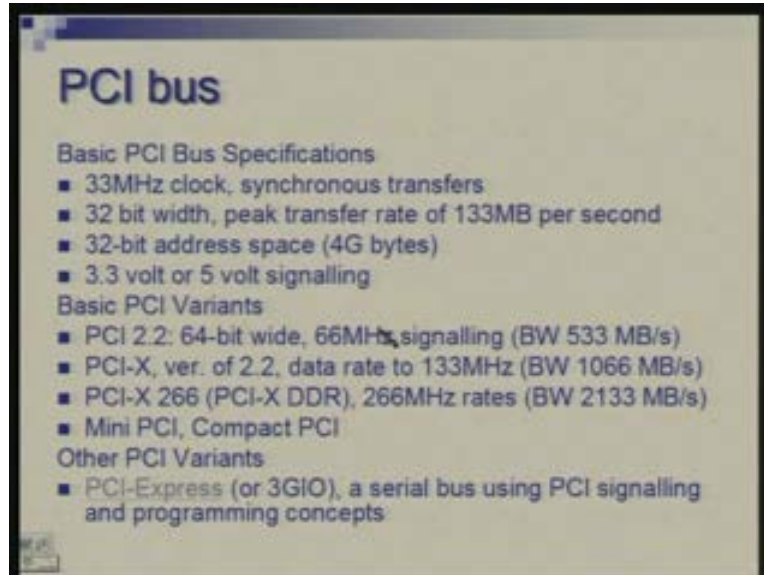 PCI bus
Basic PCI Bus Specifications
33MHz clock, synchronous transfers
32 bit width, peak transfer rate of 133MB per second
32-bit address space (4G bytes)
3.3 volt or 5 volt signalling
Basic PCI Variants
PCI 2.2: 64-bit wide, 66MHz signalling (BW 533 MB/s)
PCI-X, ver. of 2.2, data rate to 133MHz (BW 1066 MB/s)
PCI-X 266 (PCI-X DDR), 266MHz rates (BW 2133 MB/s)
Mini PCI, Compact PCI
Other PCI Variants
PCI-Express (or 3GIO), a serial bus using PCI signalling
and programming concepts